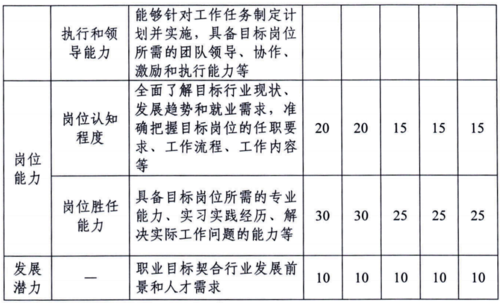 执行和领
导能力
能够针对工作任务制定计
划并实施，具备目标岗位
所需的团队领导、协作、
激励和执行能力等
岗位
能力
岗位认知
程度
全面了解目标行业现状、
发展趋势和就业需求，准
确把握目标岗位的任职要
求、工作流程、工作内容
等
20 20 15 15 15
岗位胜任
能力
具备目标岗位所需的专业
能力、实习实践经历、解
决实际工作问题的能力等
30 30 25 25 25
发展
潜力
—
职业目标契合行业发展前
景和人才需求
10 10 10 10 10